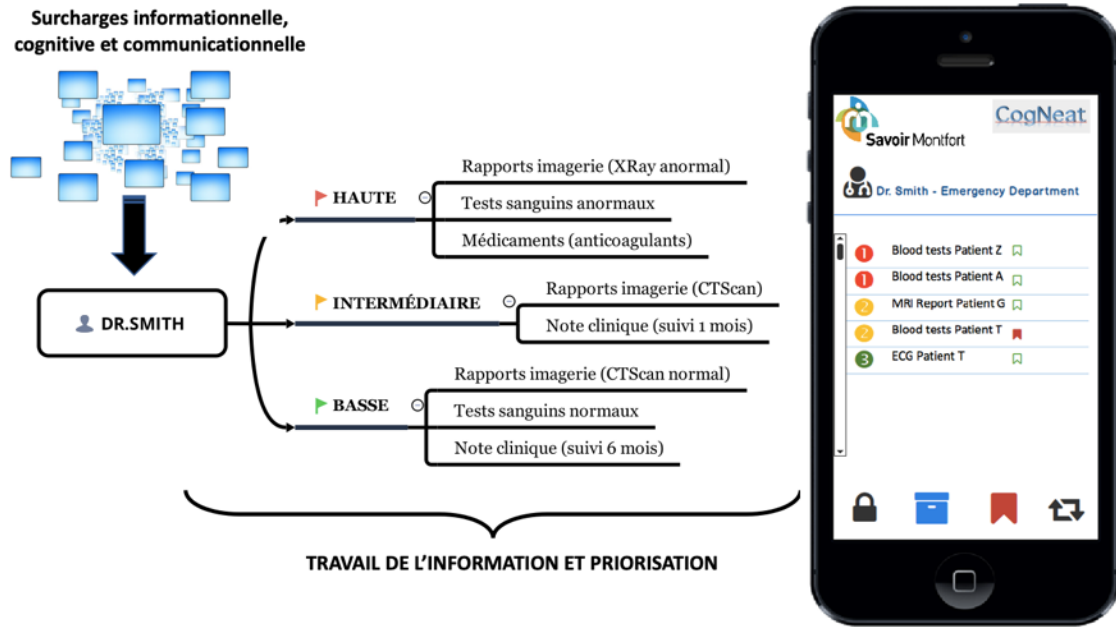 Surcharges informationnelle,
cognitive et communicationnelle
DR.SMITH
HAUTE
Rapports imagerie (XRay anormal)
Tests sanguins anormaux
Médicaments (anticoagulants)
INTERMÉDIAIRE
Rapports imagerie (CTScan)
Note clinique (suivi 1 mois)
BASSE
Rapports imagerie (CTScan normal)
Tests sanguins normaux
Note clinique (suivi 6 mois)
TRAVAIL DE L'INFORMATION ET PRIORISATION
Savoir Montfort
CogNeat
Dr. Smith - Emergency Department
1 Blood tests Patient Z
1 Blood tests Patient A
2 MRI Report Patient G
2 Blood tests Patient T
3 ECG Patient T